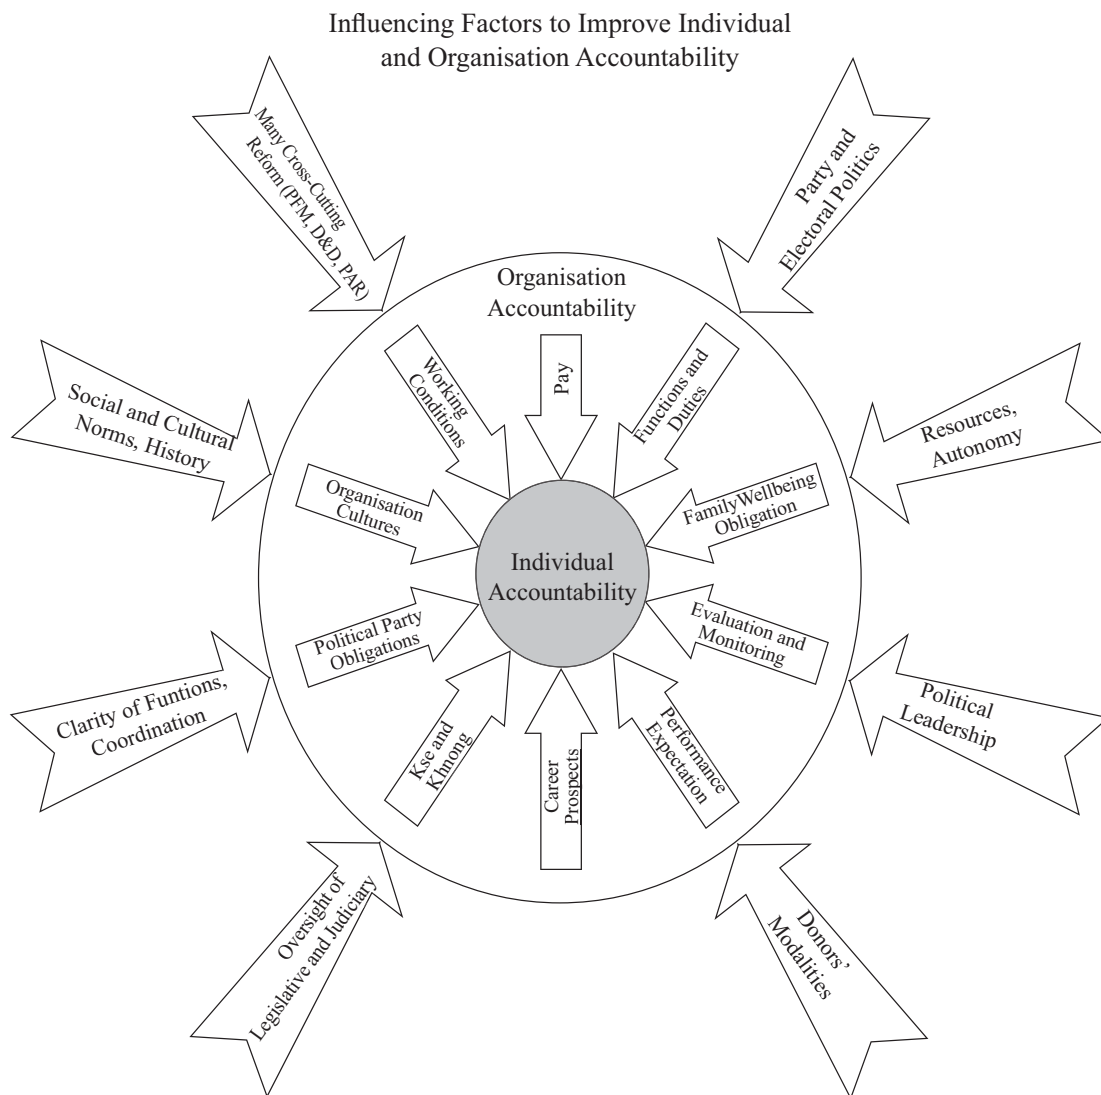 Influencing Factors to Improve Individual
and Organisation Accountability
Many Cross-Cutting
Reform (PFM, D&D, PAR)
Party and
Electoral Politics
Organisation
Accountability
Working
Conditions
Pay
Functions and
Duties
Social and Cultural
Norms, History
Resources,
Autonomy
Organisation
Cultures
FamilyWellbeing
Obligation
Individual
Accountability
Political Party
Obligations
Evaluation and
Monitoring
Clarity of Funtions,
Coordination
Political
Leadership
Kse and
Khnong
Career
Prospects
Performance
Expectation
Oversight of
Legislative and Judiciary
Donors’
Modalities